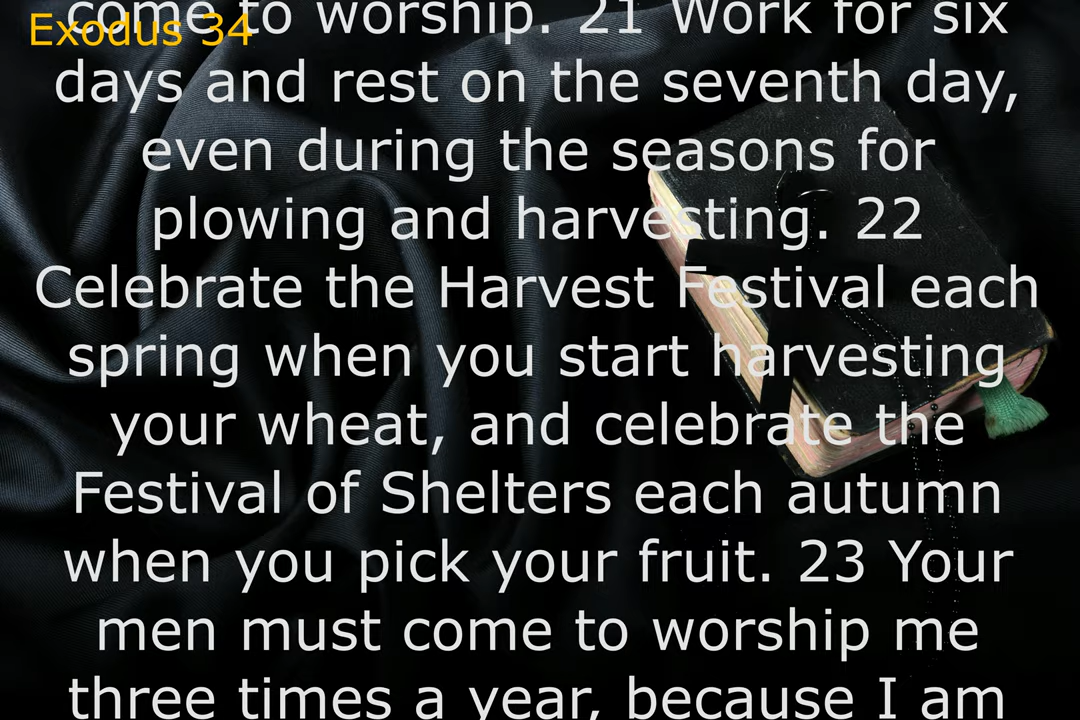 Exodus 34
come to worship. 21 Work for six
days and rest on the seventh day,
even during the seasons for
plowing and harvesting. 22
Celebrate the Harvest Festival each
spring when you start harvesting
your wheat, and celebrate the
Festival of Shelters each autumn
when you pick your fruit. 23 Your
men must come to worship me
three times a year, because I am